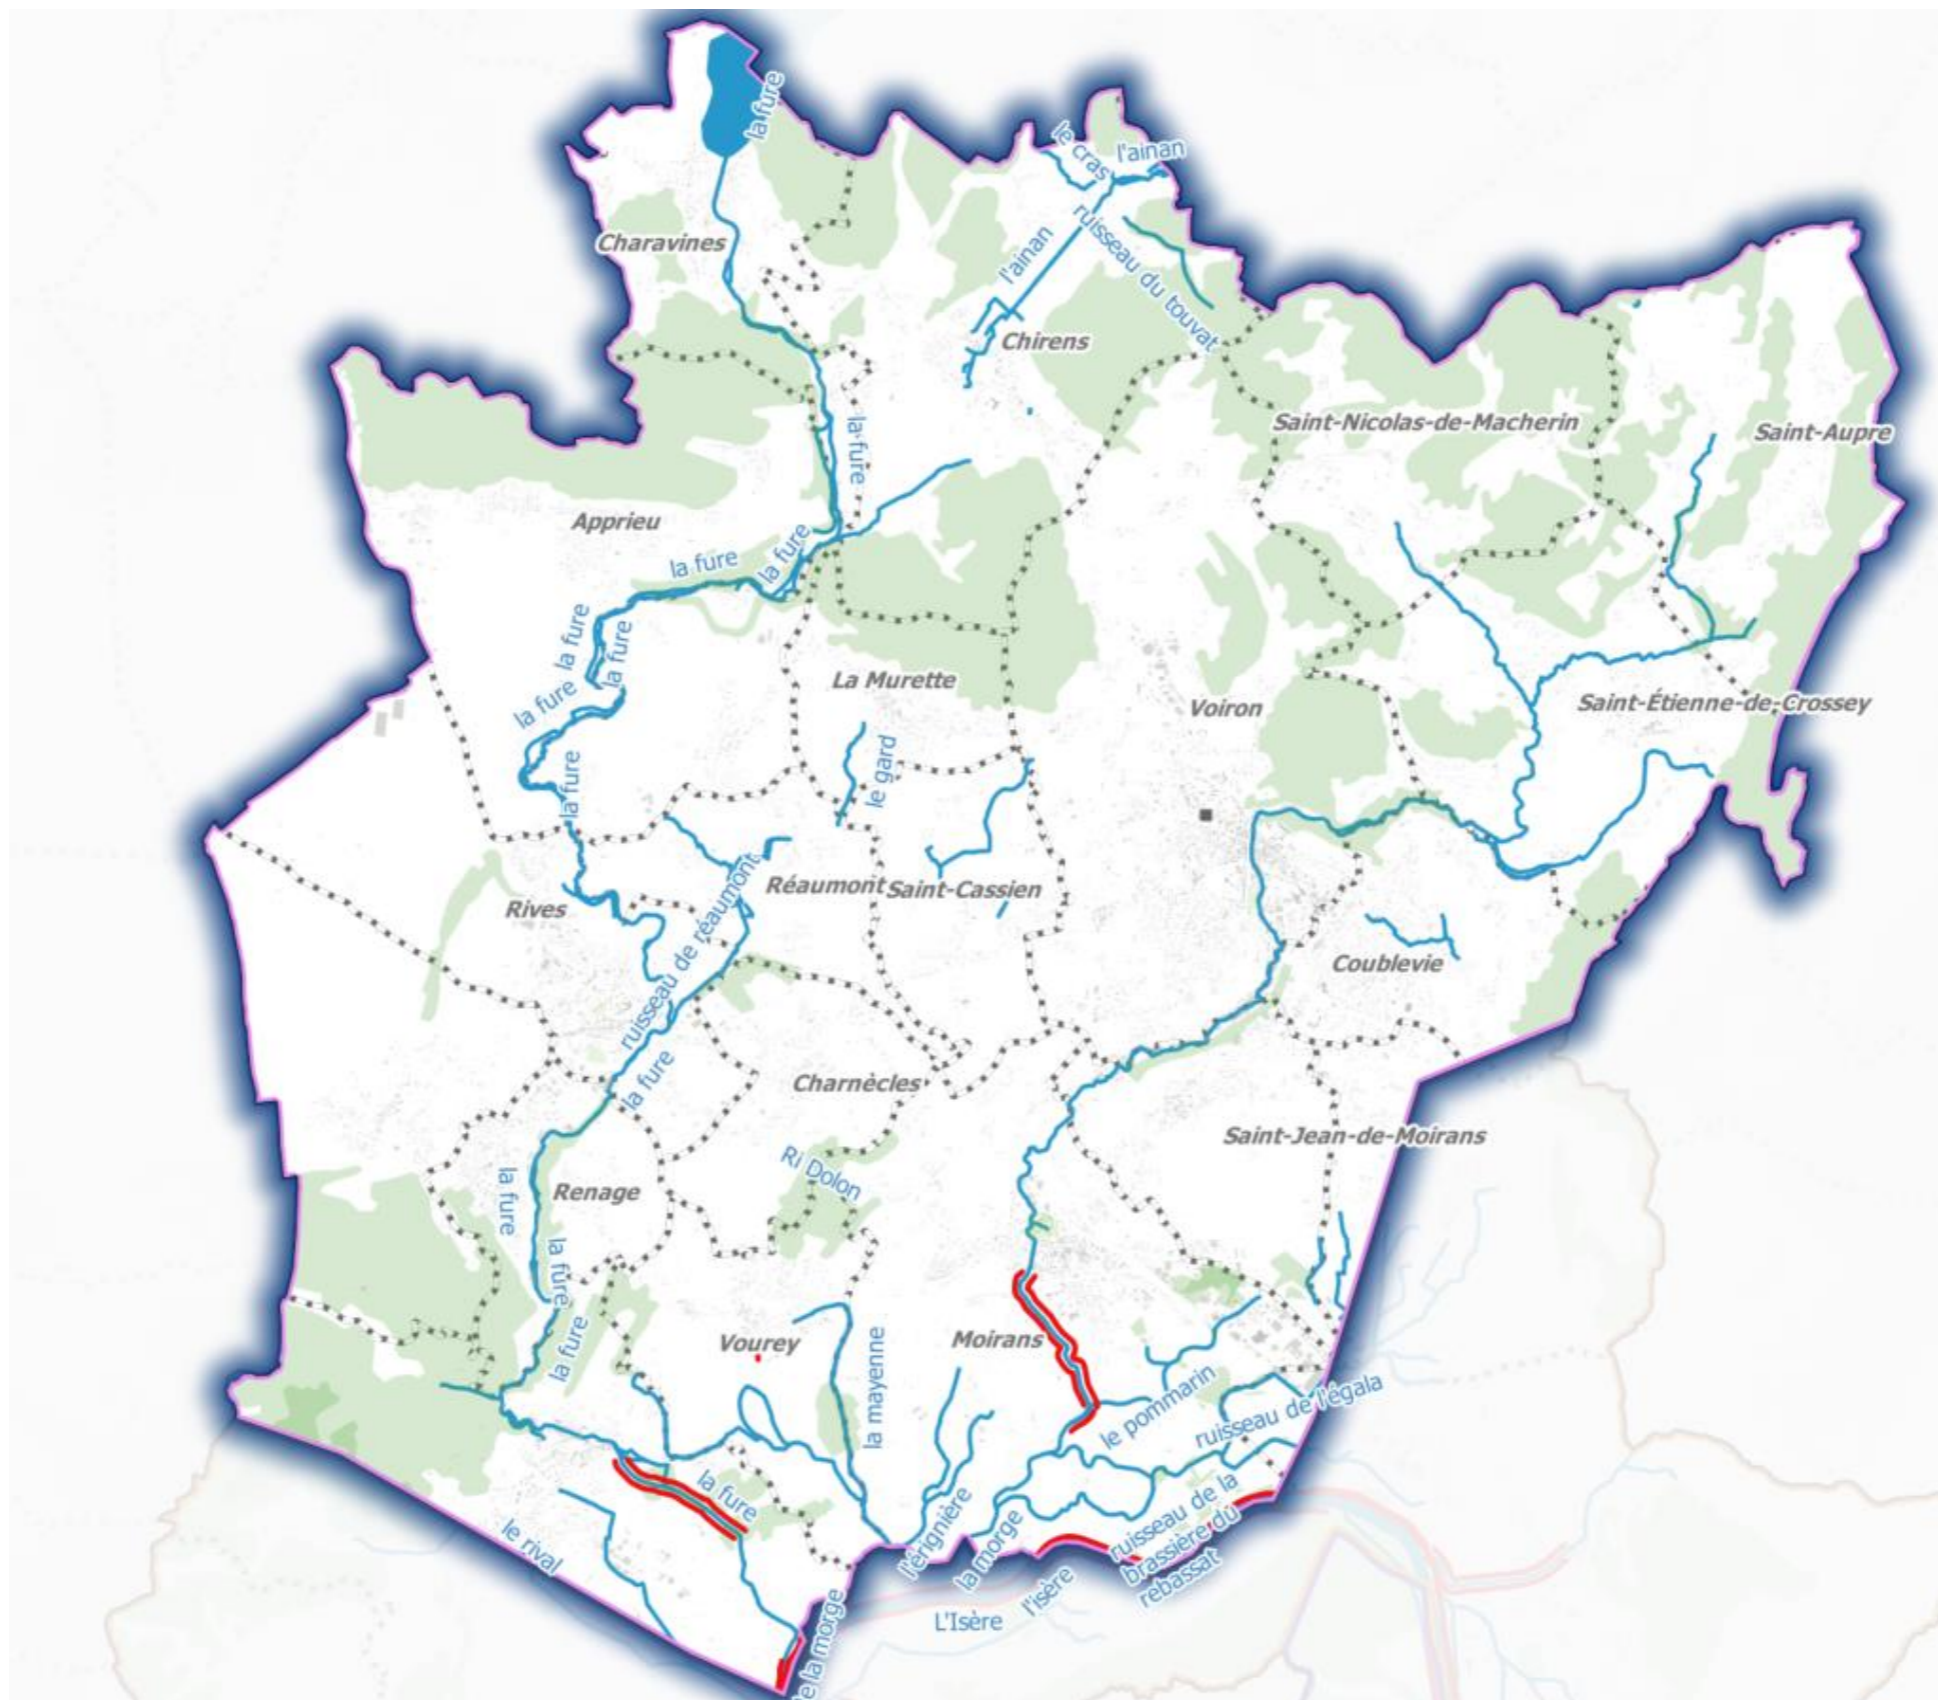 la fure
le cras
l'ainan
Charavines
l'ainan
ruisseau du touvat
Chirens
Saint-Nicolas-de-Macherin
Saint-Aupre
la fure
Apprieu
la fure
la fure
la fure
la fure
La Murette
la fure
Voiron
Saint-Étienne-de-Crossey
la fure
le gard
Réaumont
Saint-Cassien
Rives
ruisseau de réaumont
Coublevie
la fure
Charnècles
Saint-Jean-de-Moirans
Ri Dolon
la fure
Renage
la fure
la fure
Vourey
Moirans
la mayenne
le pommarin
ruisseau de l'égala
la fure
le rival
l'érignière
la morge
ruisseau de la
brassière du
rebassat
l'isère
L'Isère
de la morge